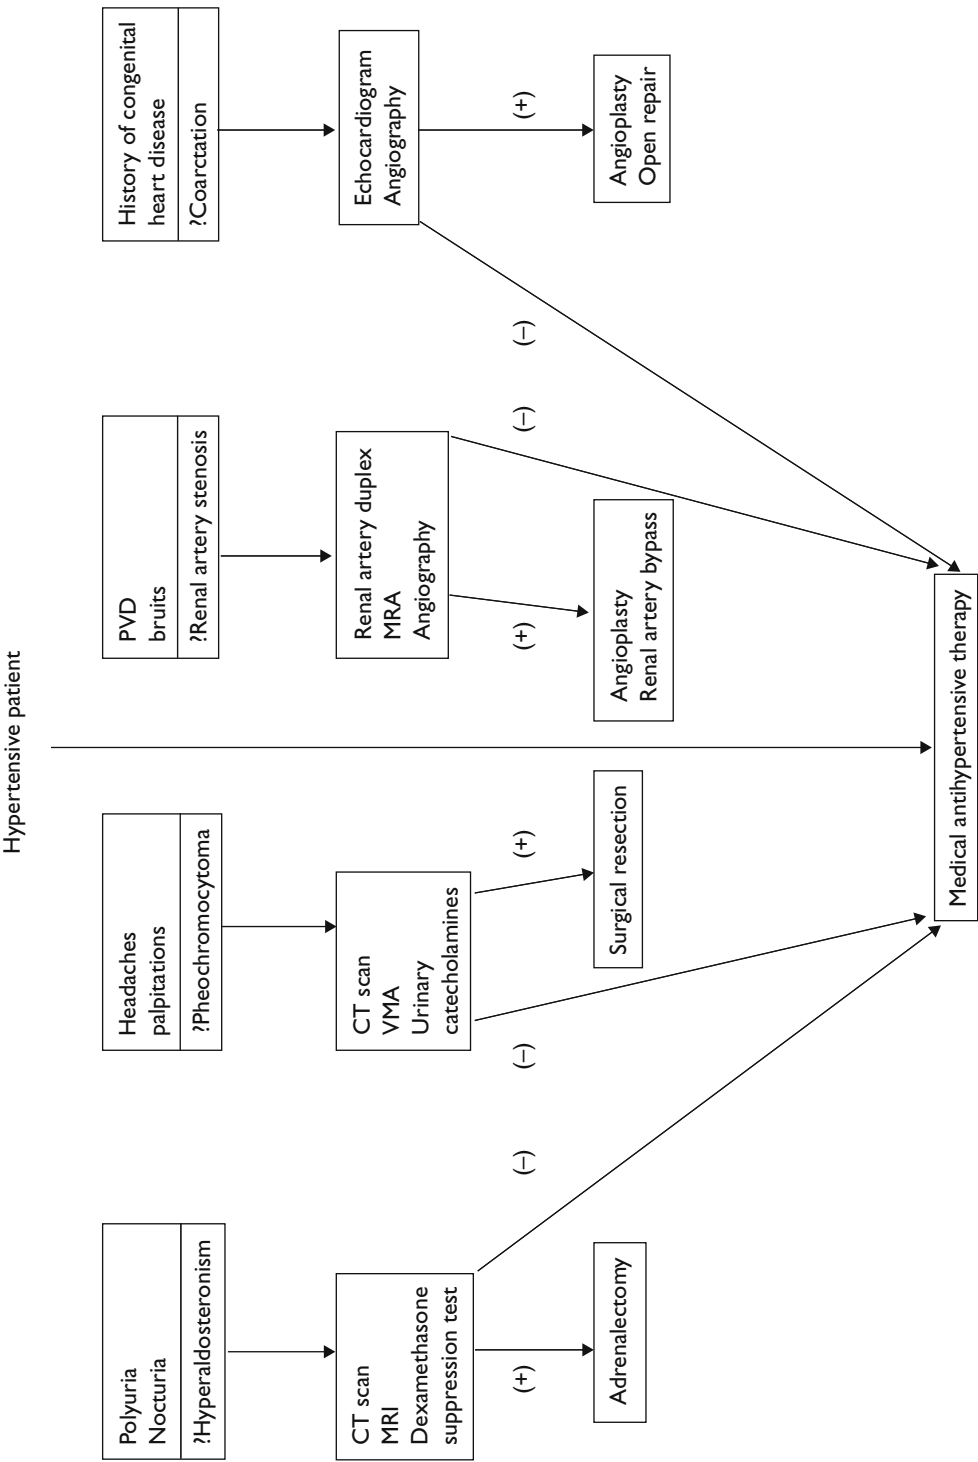 Hypertensive patient
Polyuria
Nocturia
?Hyperaldosteronism
Headaches
palpitations
?Pheochromocytoma
PVD
bruits
?Renal artery stenosis
History of congenital
heart disease
?Coarctation
CT scan
MRI
Dexamethasone
suppression test
CT scan
VMA
Urinary
catecholamines
Renal artery duplex
MRA
Angiography
Echocardiogram
Angiography
(+)
(–)
(–)
(+)
(+)
(–)
(–)
(+)
Adrenalectomy
Surgical resection
Angioplasty
Renal artery bypass
Angioplasty
Open repair
Medical antihypertensive therapy